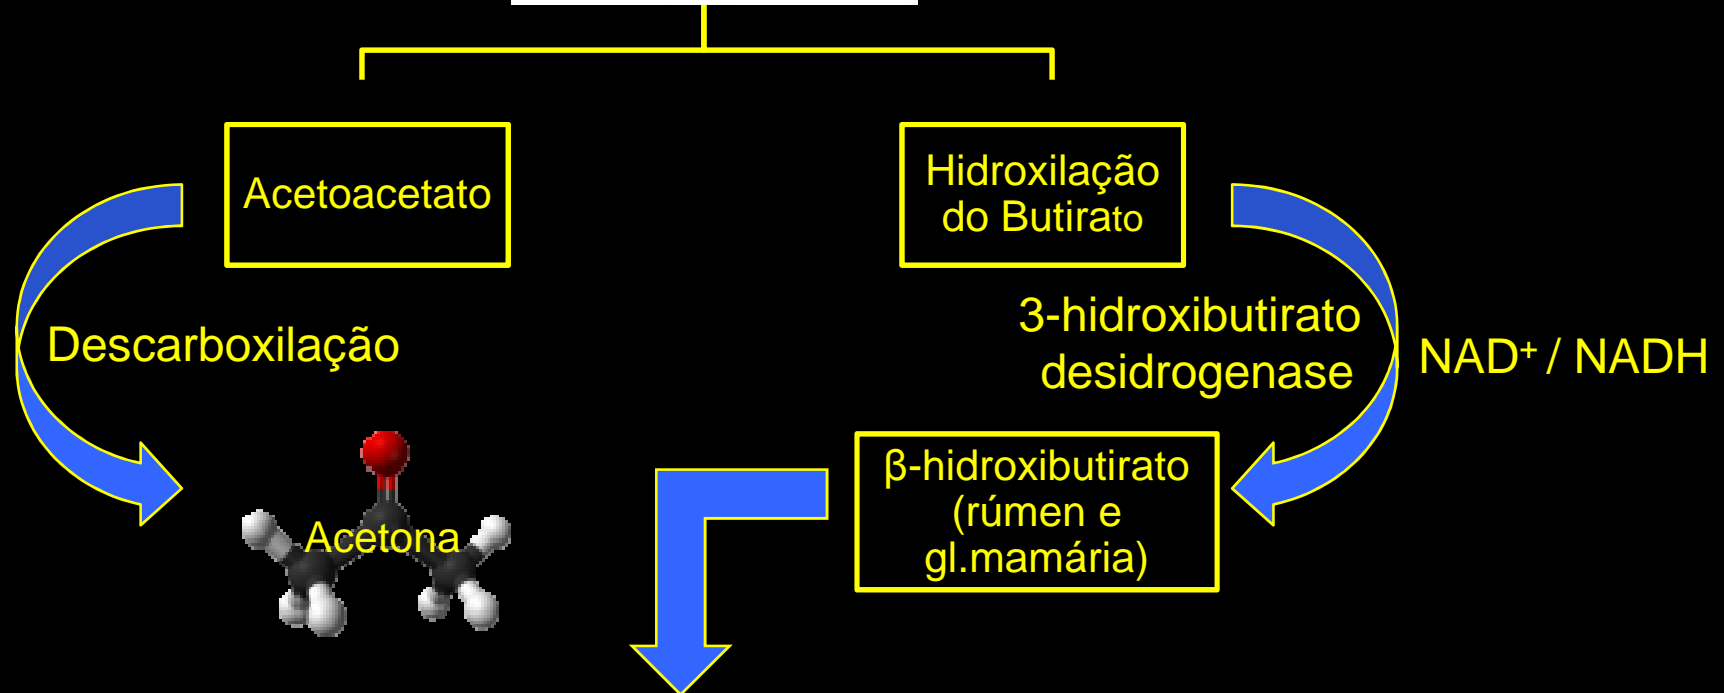 Acetoacetato
Hidroxilação
do Butirato
Descarboxilação
3-hidroxibutirato
desidrogenase
NAD⁺ / NADH
Acetona
β-hidroxibutirato
(rúmen e
gl.mamária)